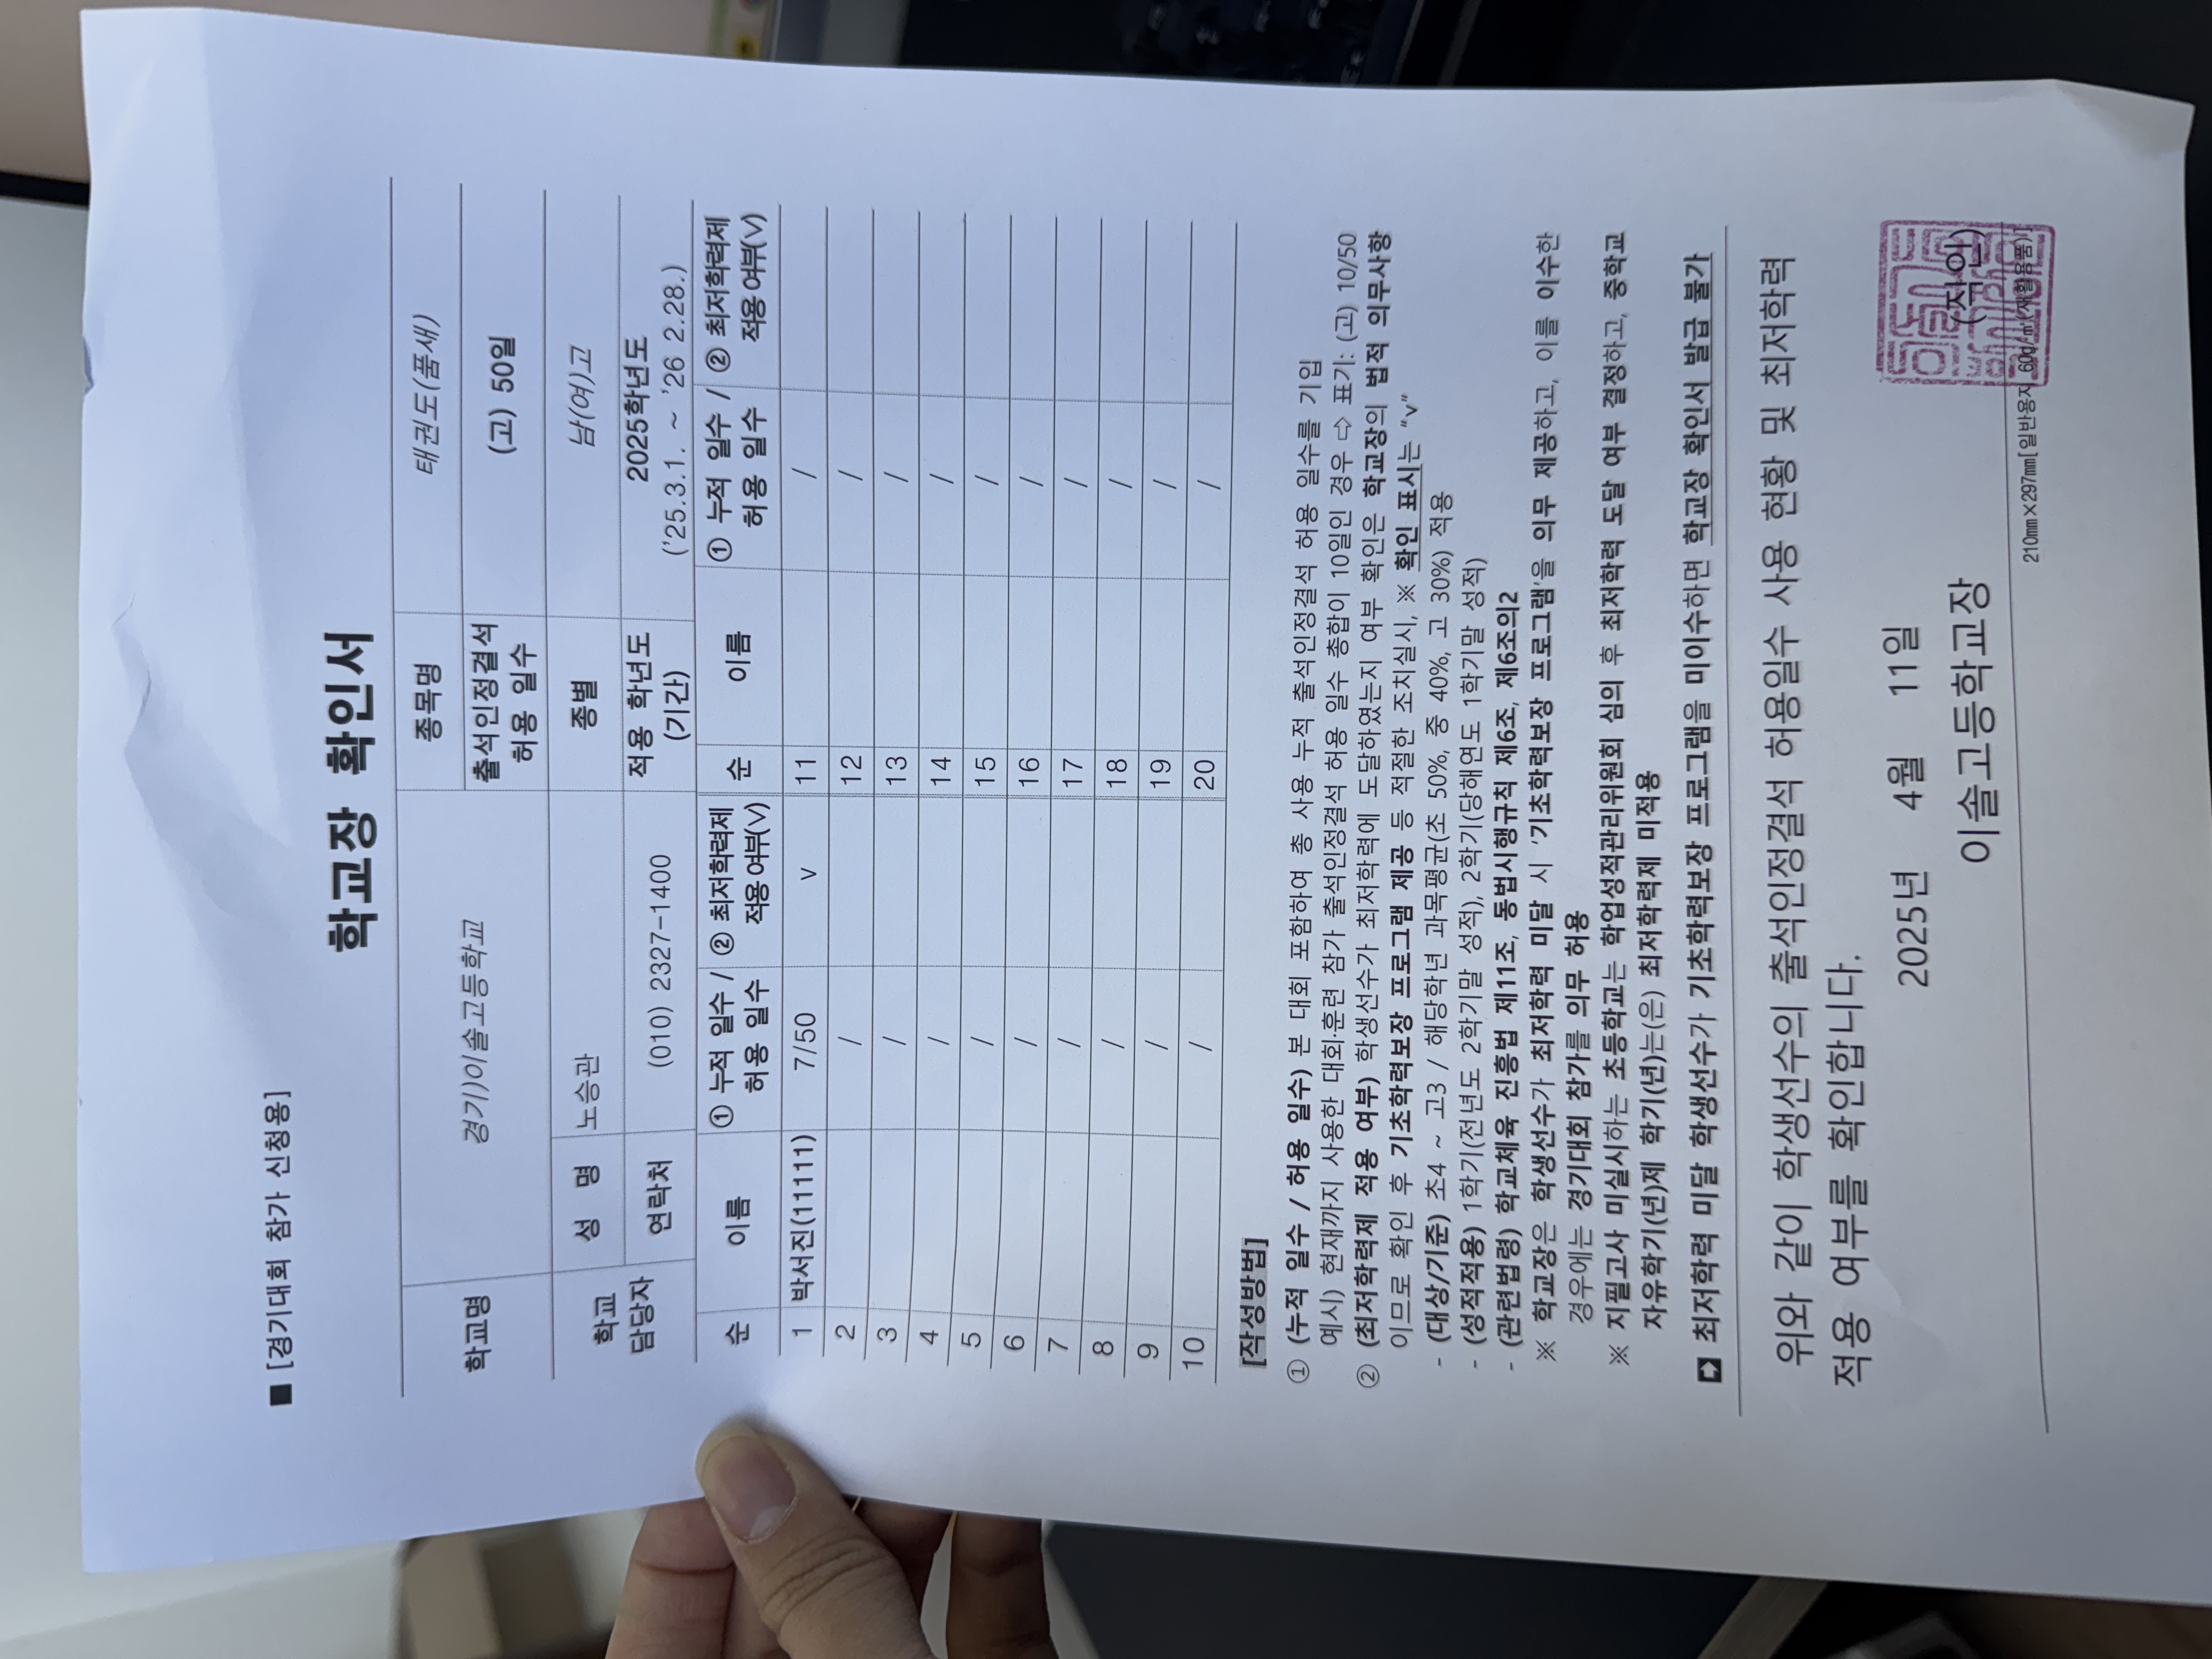 ■ [경기대회 참가 신청용]
학교장 확인서
학교명 경기)이솔고등학교 종목명 태권도(품새)
출석인정결석 허용 일수 (고) 50일
학교 담당자 성 명 노승관 종별 남(여)고
연락처 (010) 2327-1400 적용 학년도 (기간) 2025학년도 ('25.3.1. ~ '26 2.28.)
순 이름 ① 누적 일수 / 허용 일수 ② 최저학력제 적용 여부(∨) 순 이름 ① 누적 일수 / 허용 일수 ② 최저학력제 적용 여부(∨)
1 박서진(11111) 7/50 v 11 /
2 / 12 /
3 / 13 /
4 / 14 /
5 / 15 /
6 / 16 /
7 / 17 /
8 / 18 /
9 / 19 /
10 / 20 /
[작성방법]
① (누적 일수 / 허용 일수) 본 대회 포함하여 총 사용 누적 출석인정결석 허용 일수를 기입
예시) 현재까지 사용한 대회·훈련 참가 출석인정결석 허용 일수 총합이 10일인 경우 ⇨ 표기: (고) 10/50
② (최저학력제 적용 여부) 학생선수가 최저학력에 도달하였는지 여부 확인은 학교장의 법적 의무사항
이므로 확인 후 기초학력보장 프로그램 제공 등 적절한 조치실시, ※ 확인 표시는 "v"
- (대상/기준) 초4 ~ 고3 / 해당학년 과목평균(초 50%, 중 40%, 고 30%) 적용
- (성적적용) 1학기(전년도 2학기말 성적), 2학기(당해연도 1학기말 성적)
- (관련법령) 학교체육 진흥법 제11조, 동법시행규칙 제6조, 제6조의2
※ 학교장은 학생선수가 최저학력 미달 시 '기초학력보장 프로그램'을 의무 제공하고, 이를 이수한
경우에는 경기대회 참가를 의무 허용
※ 지필고사 미실시하는 초등학교는 학업성적관리위원회 심의 후 최저학력 도달 여부 결정하고, 중학교
자유학기(년)제 학기(년)는(은) 최저학력제 미적용
➡ 최저학력 미달 학생선수가 기초학력보장 프로그램을 미이수하면 학교장 확인서 발급 불가
위와 같이 학생선수의 출석인정결석 허용일수 사용 현황 및 최저학력
적용 여부를 확인합니다.
2025년 4월 11일
이솔고등학교장 (직인)
210㎜×297㎜[일반용지 60g/㎡(재활용품)]